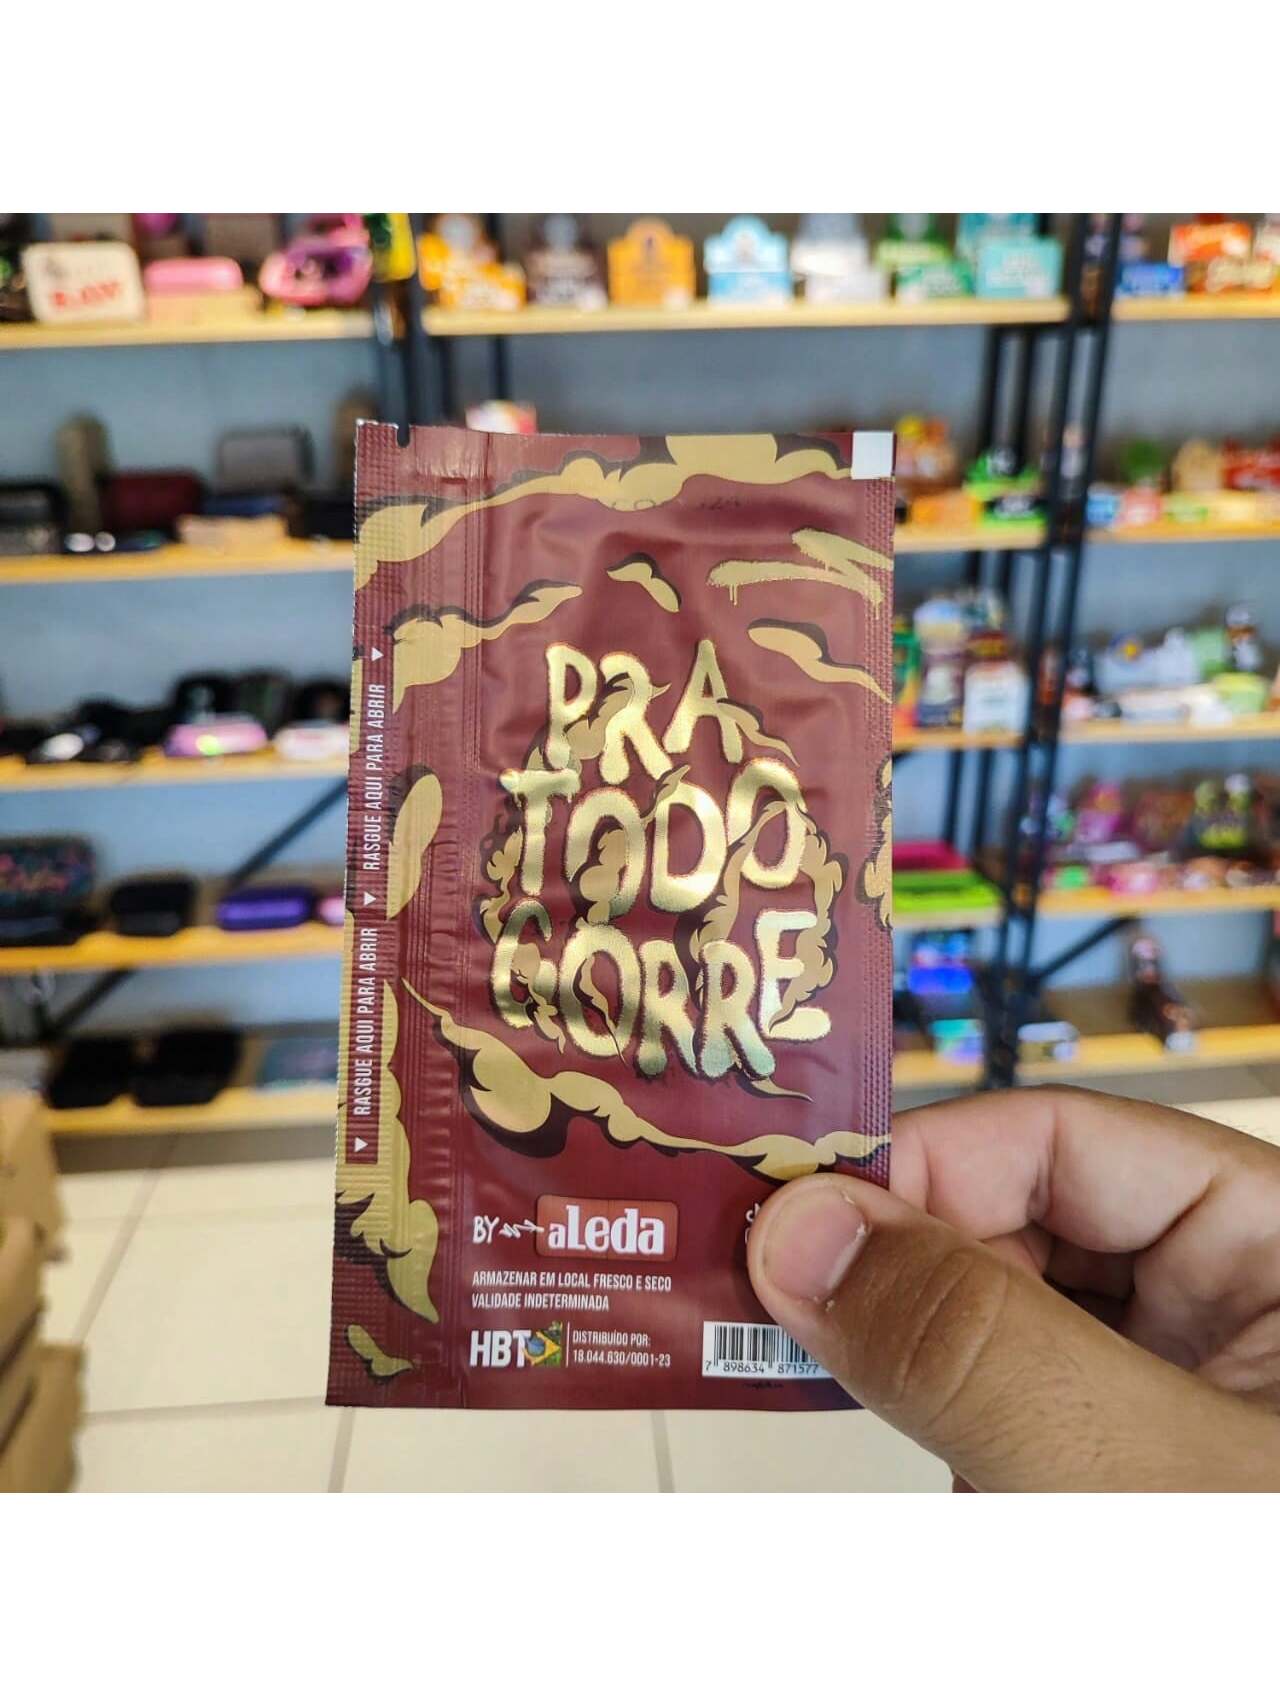 RAW
PRA
TODO
CORRE
RASGUE AQUI PARA ABRIR
RASGUE AQUI PARA ABRIR
BY aLeda
ARMAZENAR EM LOCAL FRESCO E SECO
VALIDADE INDETERMINADA
HBT
DISTRIBUÍDO POR:
18.044.630/0001-23
7 898634 871577